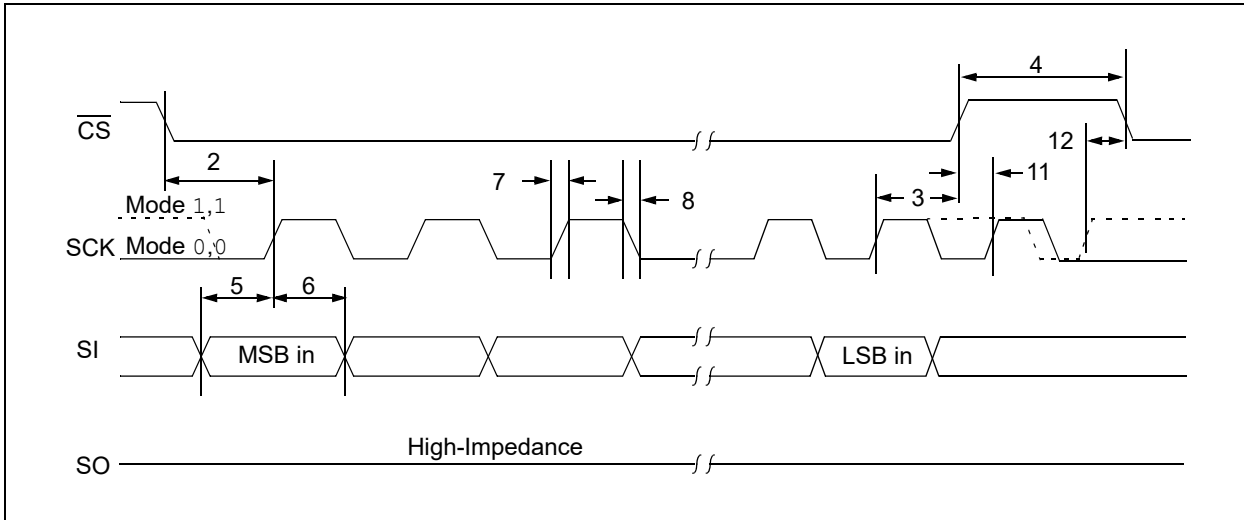 4
CS
12
2
7
8
3
11
Mode 1,1
SCK Mode 0,0
5
6
SI
MSB in
LSB in
High-Impedance
SO